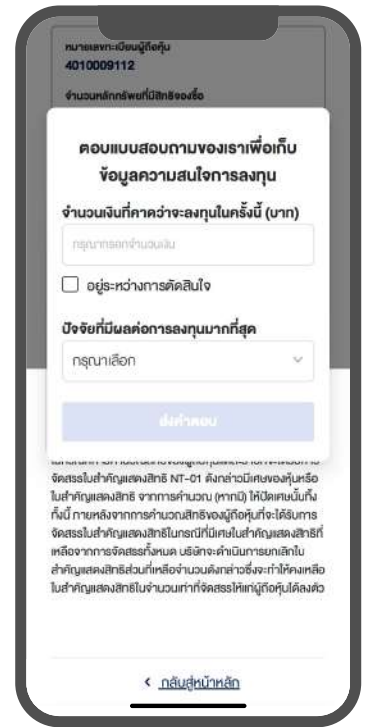 หมายเลขทะเบียนผู้ถือหุ้น
4010009112
จำนวนหลักทรัพย์ที่มีสิทธิจองซื้อ
ตอบแบบสอบถามของเราเพื่อเก็บ
ข้อมูลความสนใจการลงทุน
จำนวนเงินที่คาดว่าจะลงทุนในครั้งนี้ (บาท)
กรุณากรอกจำนวนเงิน
อยู่ระหว่างการตัดสินใจ
ปัจจัยที่มีผลต่อการลงทุนมากที่สุด
กรุณาเลือก
ส่งคำตอบ
จัดสรรใบสำคัญแสดงสิทธิ NT-01 ดังกล่าวมีเศษของหุ้นหรือ
ใบสำคัญแสดงสิทธิ จากการคำนวณ (หากมี) ให้ปัดเศษนั้นทิ้ง
ทั้งนี้ ภายหลังจากการคำนวณสิทธิของผู้ถือหุ้นที่จะได้รับการ
จัดสรรใบสำคัญแสดงสิทธิในกรณีที่มีเศษใบสำคัญแสดงสิทธิที่
เหลือจากการจัดสรรทั้งหมด บริษัทจะดำเนินการยกเลิกใบ
สำคัญแสดงสิทธิส่วนที่เหลือจำนวนดังกล่าวซึ่งจะทำให้คงเหลือ
ใบสำคัญแสดงสิทธิในจำนวนเท่าที่จัดสรรให้แก่ผู้ถือหุ้นได้ลงตัว
กลับสู่หน้าหลัก